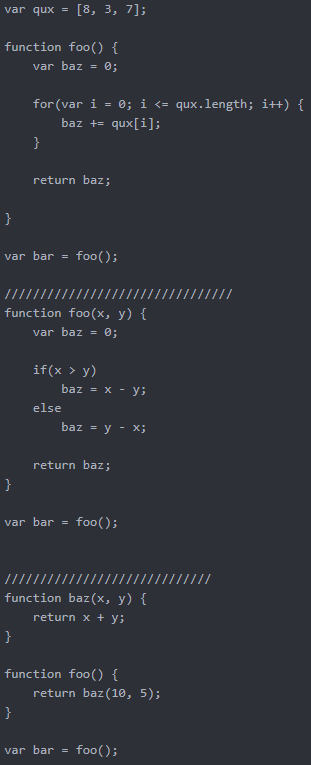 var qux = [8, 3, 7];
function foo() {
var baz = 0;
for(var i = 0; i <= qux.length; i++) {
baz += qux[i];
}
return baz;
}
var bar = foo();
////////////////////////////////
function foo(x, y) {
var baz = 0;
if(x > y)
baz = x - y;
else
baz = y - x;
return baz;
}
var bar = foo();
/////////////////////////////
function baz(x, y) {
return x + y;
}
function foo() {
return baz(10, 5);
}
var bar = foo();